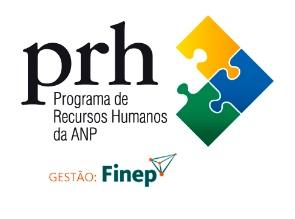 prh
Programa de
Recursos Humanos
da ANP
GESTÃO: Finep